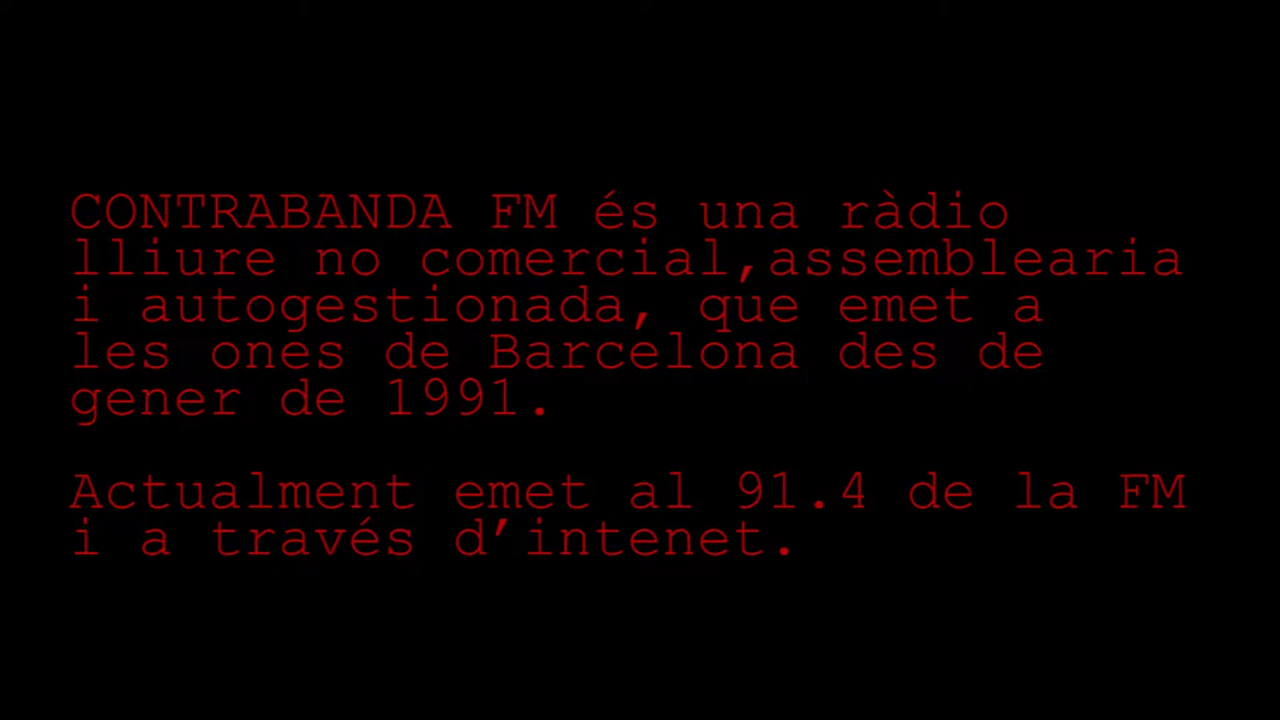 CONTRABANDA FM és una ràdio
lliure no comercial,assemblearia
i autogestionada, que emet a
les ones de Barcelona des de
gener de 1991.
Actualment emet al 91.4 de la FM
i a través d’intenet.